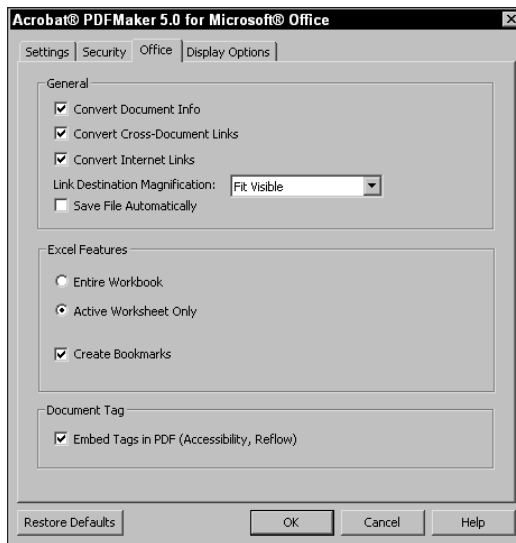 Acrobat® PDFMaker 5.0 for Microsoft® Office
Settings Security Office Display Options
General
Convert Document Info
Convert Cross-Document Links
Convert Internet Links
Link Destination Magnification: Fit Visible
Save File Automatically
Excel Features
Entire Workbook
Active Worksheet Only
Create Bookmarks
Document Tag
Embed Tags in PDF (Accessibility, Reflow)
Restore Defaults OK Cancel Help